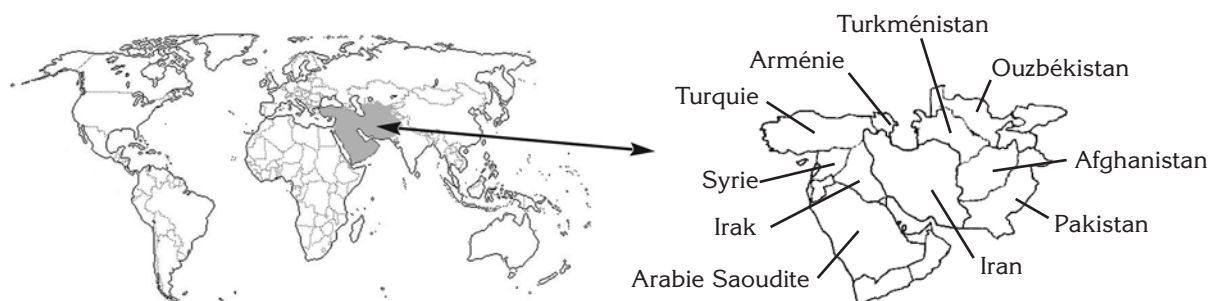 Turkménistan
Arménie
Ouzbékistan
Turquie
Afghanistan
Syrie
Irak
Pakistan
Iran
Arabie Saoudite